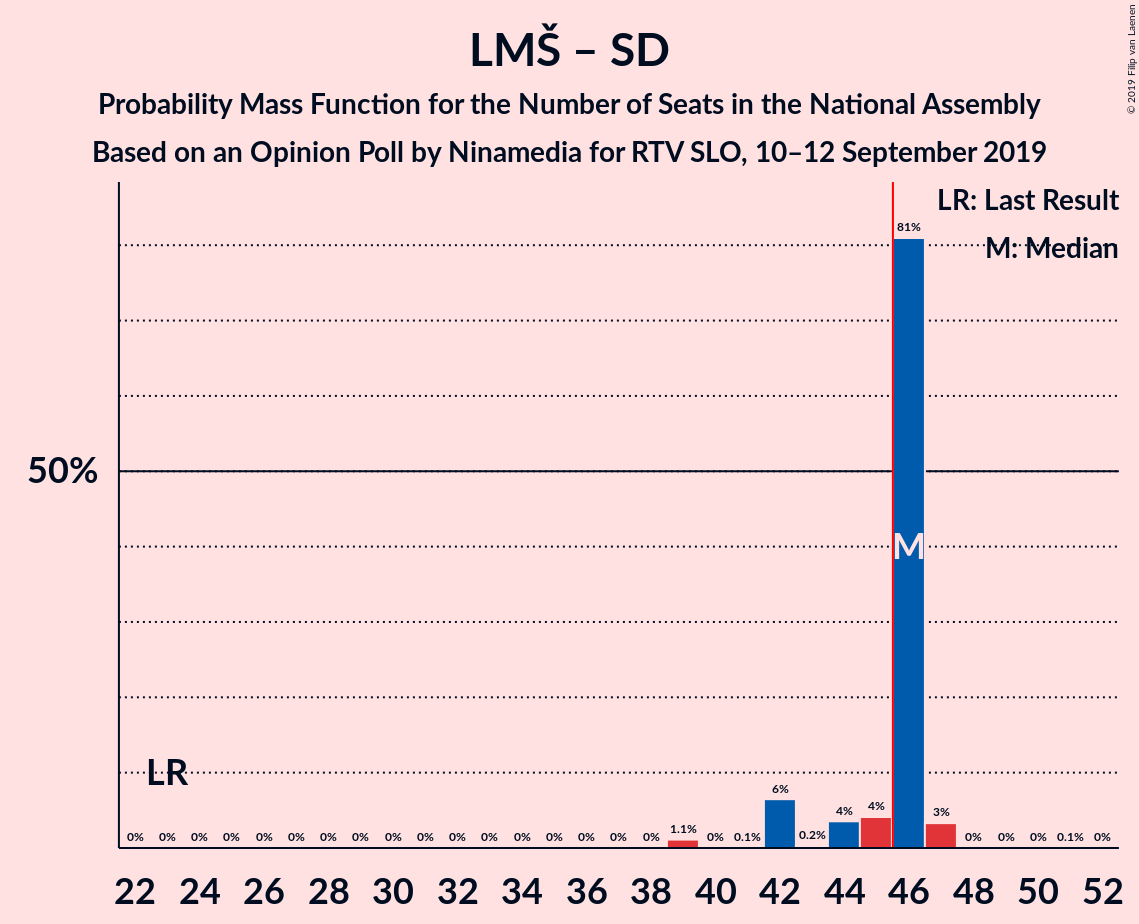 LMŠ – SD
Probability Mass Function for the Number of Seats in the National Assembly
Based on an Opinion Poll by Ninamedia for RTV SLO, 10–12 September 2019
© 2019 Filip van Laenen
LR: Last Result
M: Median
81%
50%
M
LR
0% 0% 0% 0% 0% 0% 0% 0% 0% 0% 0% 0% 0% 0% 0% 0% 0% 1.1% 0% 0.1% 6% 0.2% 4% 4% 3% 0% 0% 0% 0.1% 0%
22 24 26 28 30 32 34 36 38 40 42 44 46 48 50 52